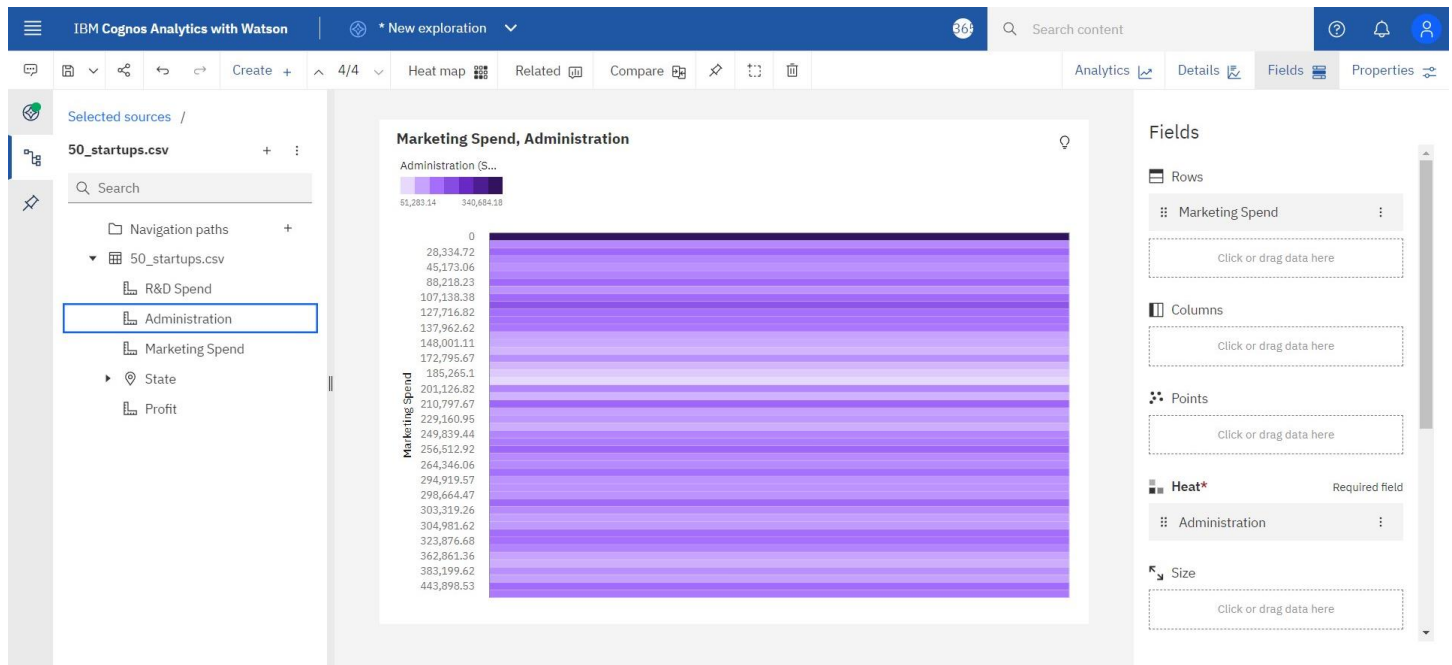 IBM Cognos Analytics with Watson
* New exploration
365
Search content
Create +
4/4
Heat map
Related
Compare
Analytics
Details
Fields
Properties
Selected sources /
50_startups.csv
Search
Navigation paths
50_startups.csv
R&D Spend
Administration
Marketing Spend
State
Profit
Marketing Spend, Administration
Administration (S...
51,283.14 340,684.18
Marketing Spend
0
28,334.72
45,173.06
88,218.23
107,138.38
127,716.82
137,962.62
148,001.11
172,795.67
185,265.1
201,126.82
210,797.67
229,160.95
249,839.44
256,512.92
264,346.06
294,919.57
298,664.47
303,319.26
304,981.62
323,876.68
362,861.36
383,199.62
443,898.53
Fields
Rows
Marketing Spend
Click or drag data here
Columns
Click or drag data here
Points
Click or drag data here
Heat* Required field
Administration
Size
Click or drag data here